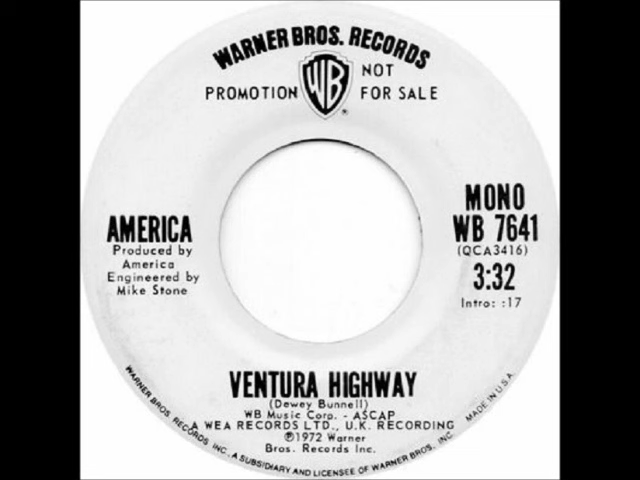 WARNER BROS. RECORDS
WB
PROMOTION
NOT
FOR SALE
AMERICA
Produced by
America
Engineered by
Mike Stone
MONO
WB 7641
(QCA3416)
3:32
Intro: :17
VENTURA HIGHWAY
(Dewey Bunnell)
WB Music Corp. - ASCAP
A WEA RECORDS LTD., U.K. RECORDING
℗1972 Warner
Bros. Records Inc.
WARNER BROS. RECORDS INC., A SUBSIDIARY AND LICENSEE OF WARNER BROS. INC.
MADE IN U.S.A.